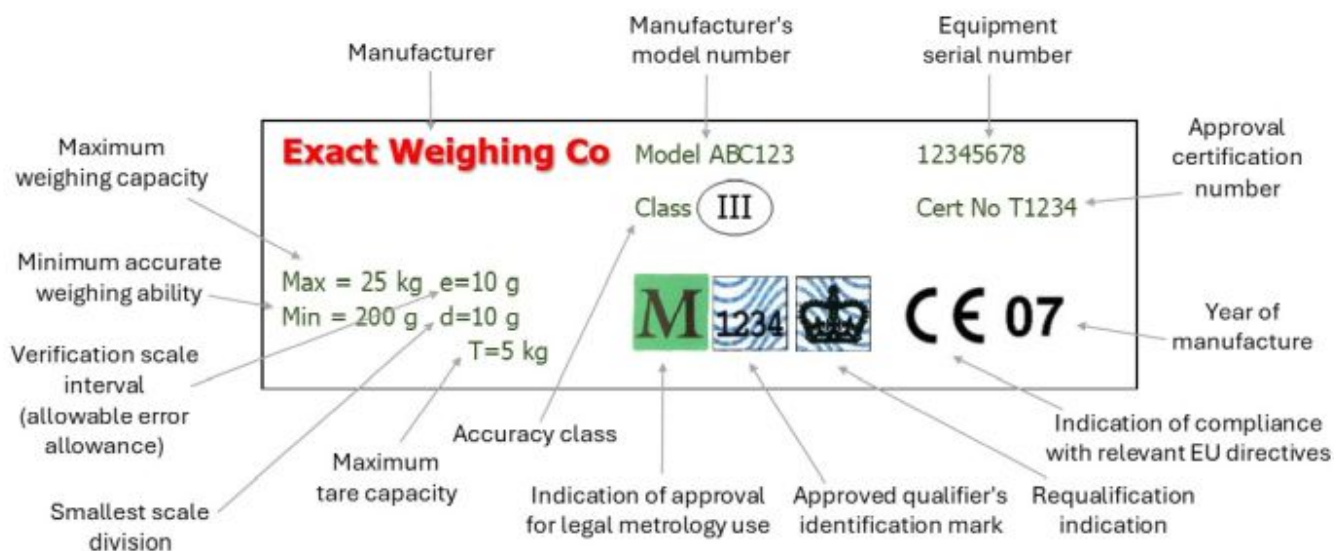 Manufacturer
Manufacturer's
model number
Equipment
serial number
Maximum
weighing capacity
Exact Weighing Co
Model ABC123
12345678
Approval
certification
number
Class III
Cert No T1234
Minimum accurate
weighing ability
Max = 25 kg e=10 g
Min = 200 g d=10 g
T=5 kg
M
1234
CE 07
Year of
manufacture
Verification scale
interval
(allowable error
allowance)
Accuracy class
Indication of compliance
with relevant EU directives
Maximum
tare capacity
Smallest scale
division
Indication of approval
for legal metrology use
Approved qualifier's
identification mark
Requalification
indication